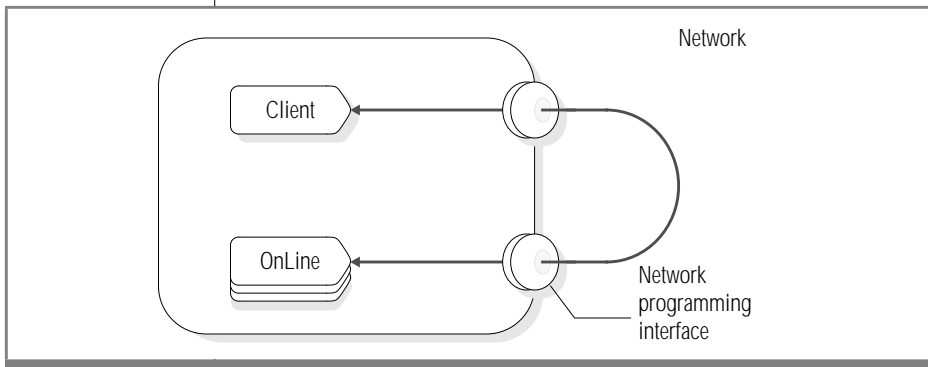 Network
Client
OnLine
Network
programming
interface